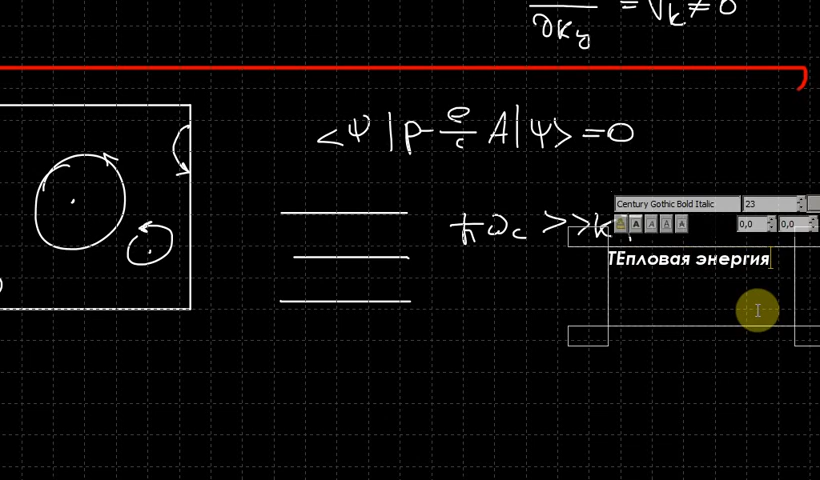 ∂k_y = V_k ≠ 0
<Ψ|p - e/c A|Ψ> = 0
ħω_c >> k
Century Gothic Bold Italic 23
A A A A 0,0 0,0
ТЕпловая энергия